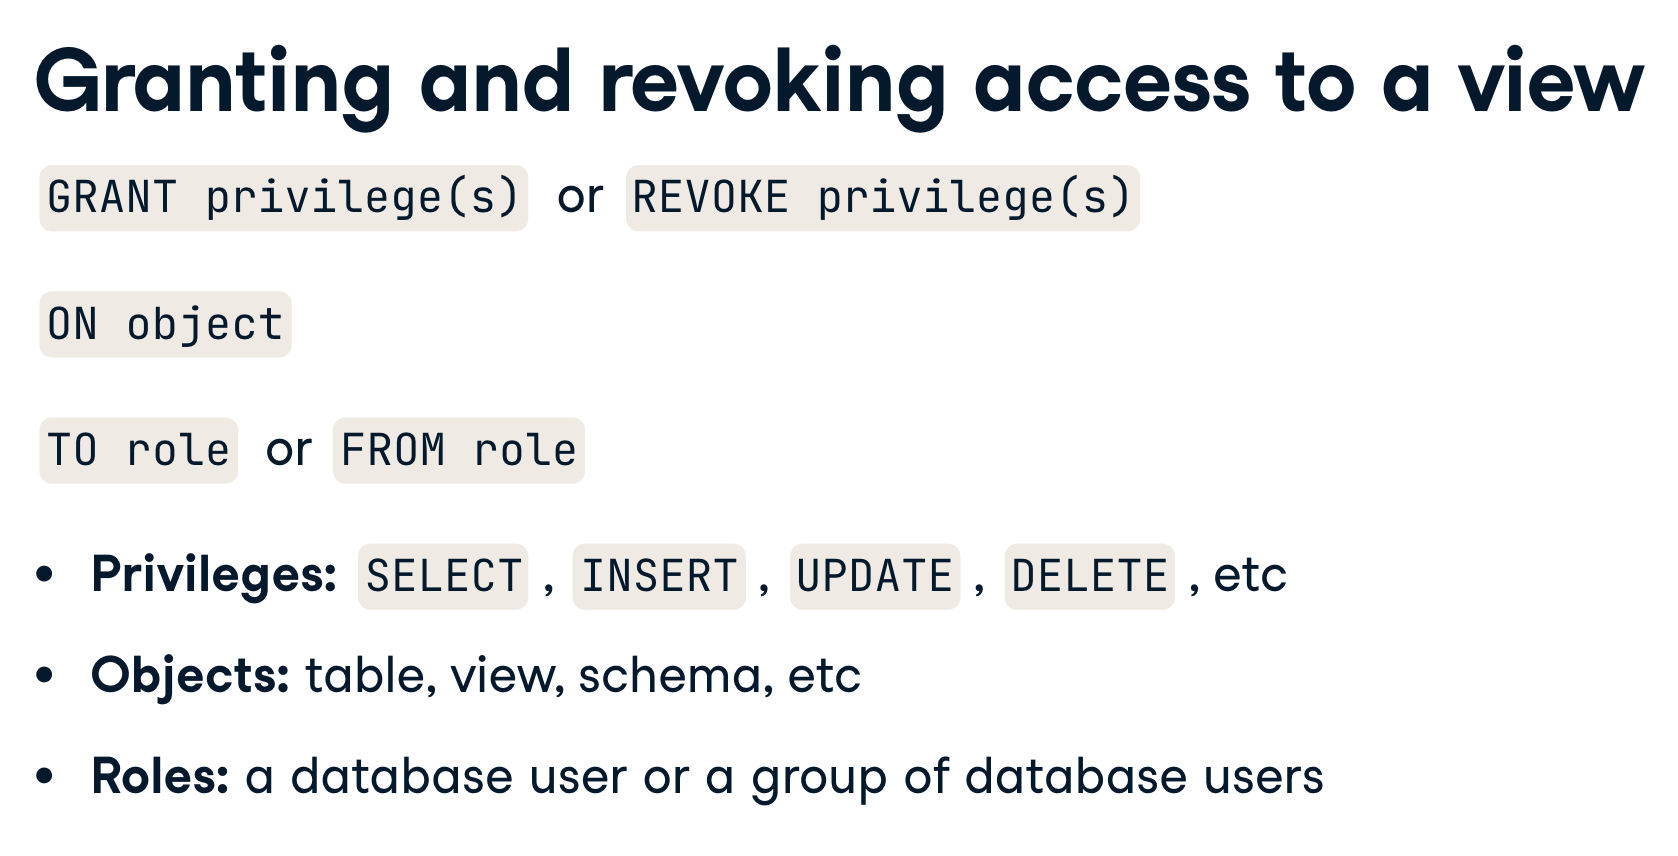 Granting and revoking access to a view
GRANT privilege(s) or REVOKE privilege(s)
ON object
TO role or FROM role
• Privileges: SELECT , INSERT , UPDATE , DELETE , etc
• Objects: table, view, schema, etc
• Roles: a database user or a group of database users